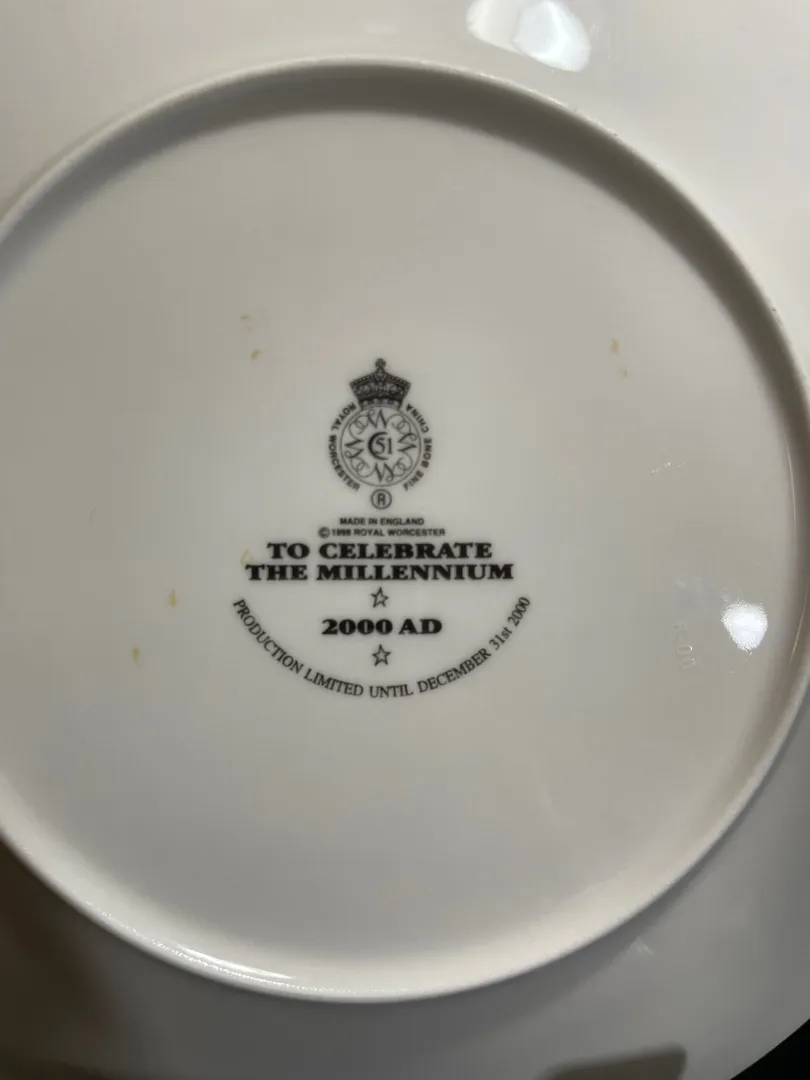 ROYAL WORCESTER
FINE BONE CHINA
51
®
MADE IN ENGLAND
©1998 ROYAL WORCESTER
TO CELEBRATE
THE MILLENNIUM
2000 AD
PRODUCTION LIMITED UNTIL DECEMBER 31st 2000